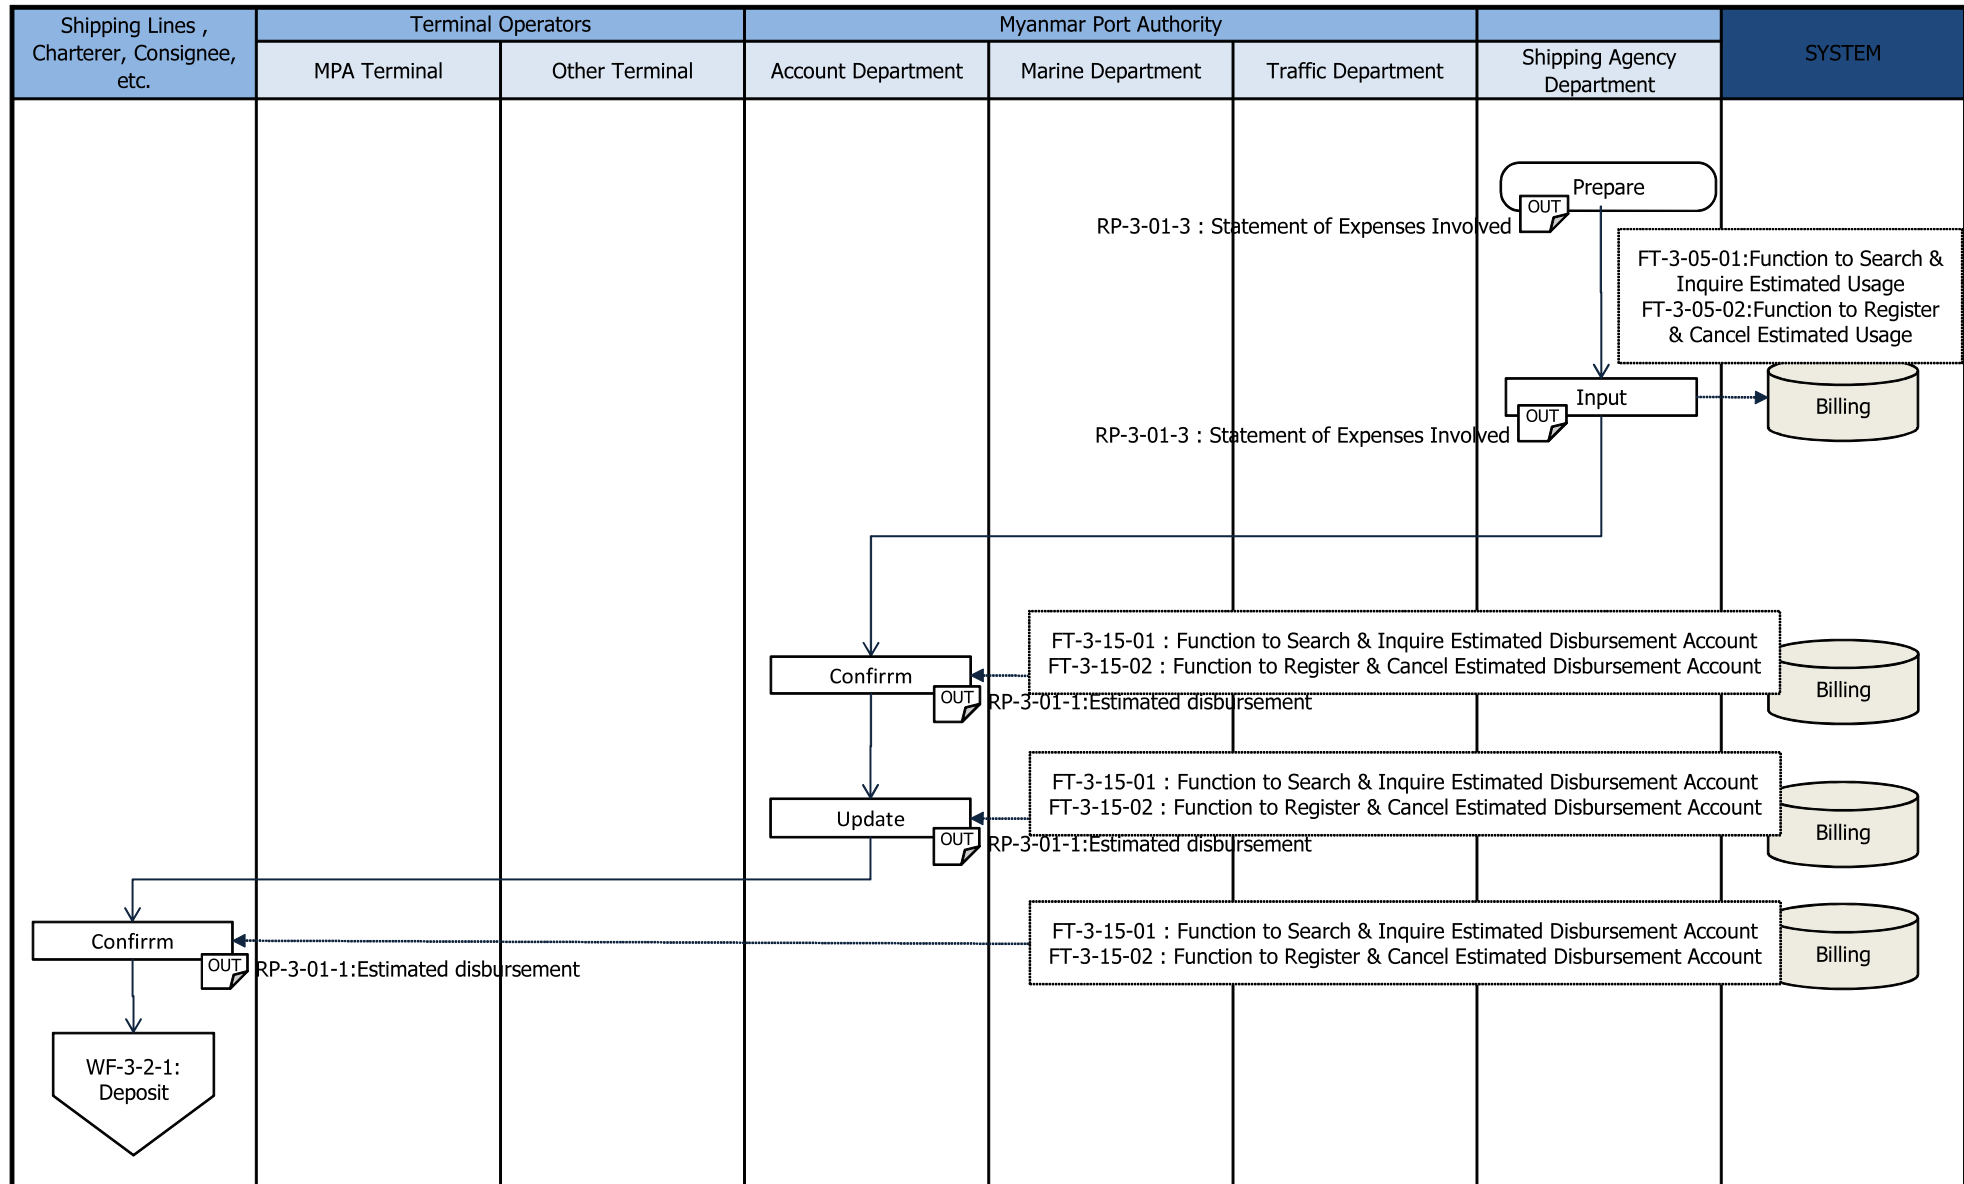 Shipping Lines ,
Charterer, Consignee,
etc.
Terminal Operators
Myanmar Port Authority
SYSTEM
MPA Terminal
Other Terminal
Account Department
Marine Department
Traffic Department
Shipping Agency
Department
Prepare
OUT
RP-3-01-3 : Statement of Expenses Involved
FT-3-05-01:Function to Search &
Inquire Estimated Usage
FT-3-05-02:Function to Register
& Cancel Estimated Usage
Input
Billing
OUT
RP-3-01-3 : Statement of Expenses Involved
FT-3-15-01 : Function to Search & Inquire Estimated Disbursement Account
FT-3-15-02 : Function to Register & Cancel Estimated Disbursement Account
Confirrm
Billing
OUT
RP-3-01-1:Estimated disbursement
FT-3-15-01 : Function to Search & Inquire Estimated Disbursement Account
FT-3-15-02 : Function to Register & Cancel Estimated Disbursement Account
Update
Billing
OUT
RP-3-01-1:Estimated disbursement
FT-3-15-01 : Function to Search & Inquire Estimated Disbursement Account
FT-3-15-02 : Function to Register & Cancel Estimated Disbursement Account
Confirrm
Billing
OUT
RP-3-01-1:Estimated disbursement
WF-3-2-1:
Deposit